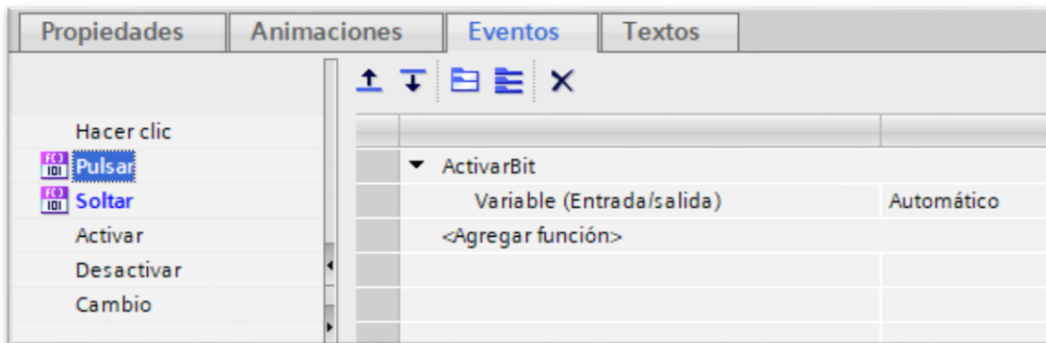 Propiedades Animaciones Eventos Textos
Hacer clic
Pulsar
Soltar
Activar
Desactivar
Cambio
ActivarBit
Variable (Entrada/salida) Automático
<Agregar función>